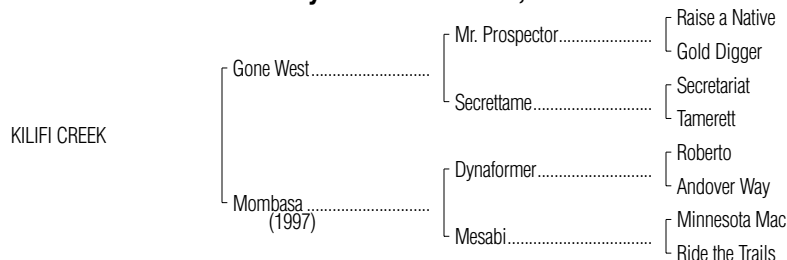 Raise a Native
Mr. Prospector
Gold Digger
Gone West
Secretariat
Secrettame
Tamerett
KILIFI CREEK
Roberto
Dynaformer
Andover Way
Mombasa
(1997)
Minnesota Mac
Mesabi
Ride the Trails